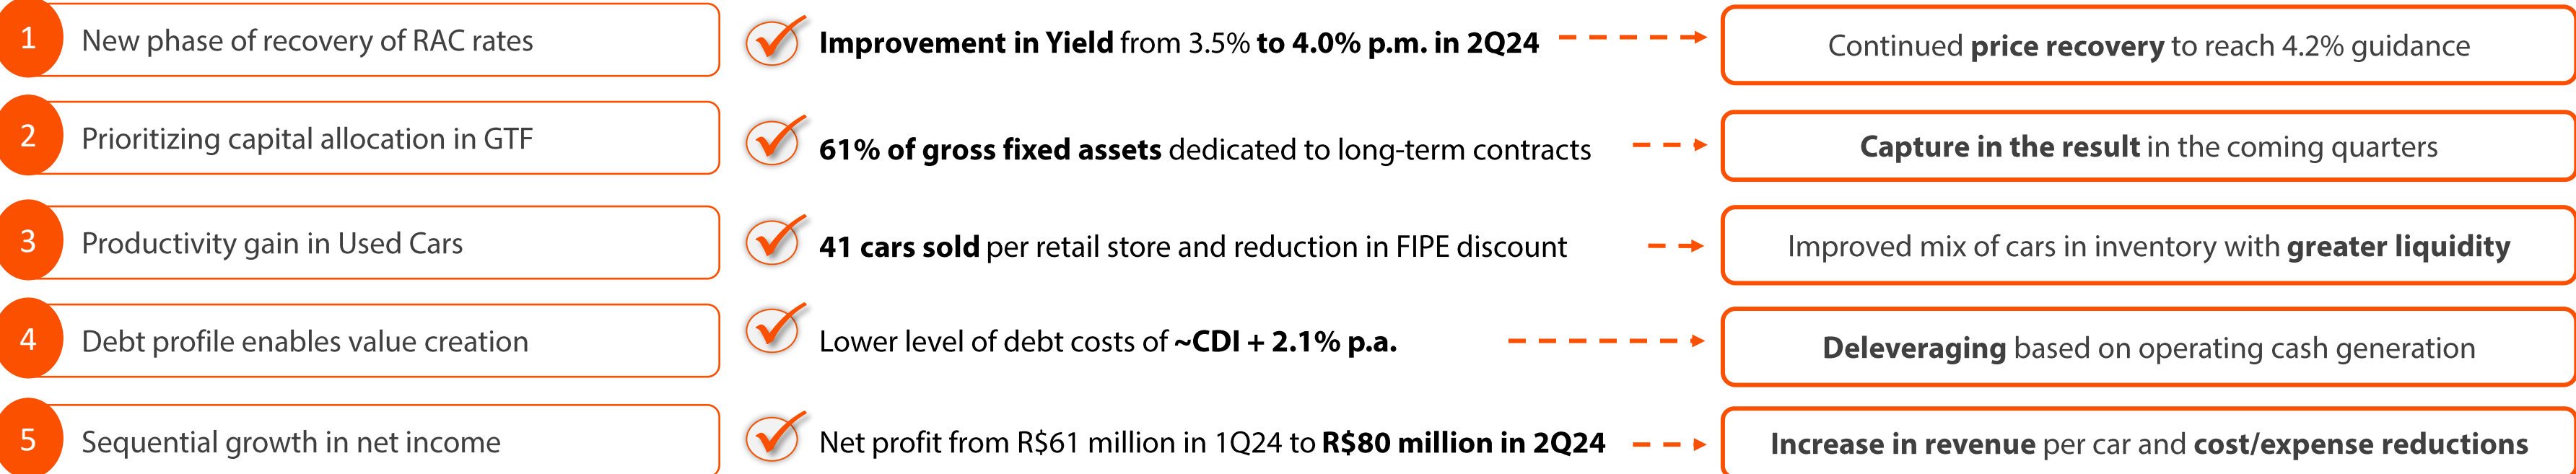 1 New phase of recovery of RAC rates Improvement in Yield from 3.5% to 4.0% p.m. in 2Q24 Continued price recovery to reach 4.2% guidance
2 Prioritizing capital allocation in GTF 61% of gross fixed assets dedicated to long-term contracts Capture in the result in the coming quarters
3 Productivity gain in Used Cars 41 cars sold per retail store and reduction in FIPE discount Improved mix of cars in inventory with greater liquidity
4 Debt profile enables value creation Lower level of debt costs of ~CDI + 2.1% p.a. Deleveraging based on operating cash generation
5 Sequential growth in net income Net profit from R$61 million in 1Q24 to R$80 million in 2Q24 Increase in revenue per car and cost/expense reductions